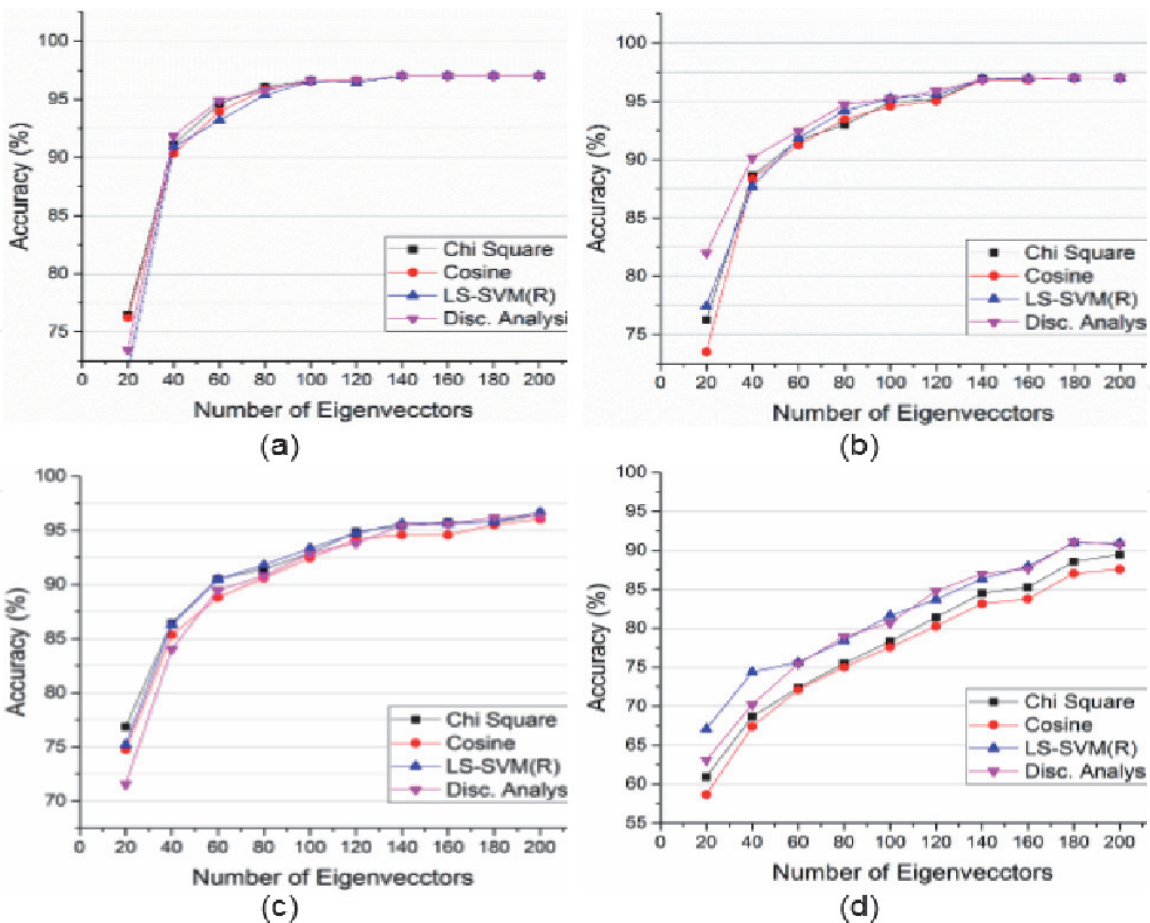 Accuracy (%)
100
95
90
85
80
75
Chi Square
Cosine
LS-SVM(R)
Disc. Analysi
0 20 40 60 80 100 120 140 160 180 200
Number of Eigenvecctors
(a)
Accuracy (%)
100
95
90
85
80
75
Chi Square
Cosine
LS-SVM(R)
Disc. Analys
0 20 40 60 80 100 120 140 160 180 200
Number of Eigenvecctors
(b)
Accuracy (%)
100
95
90
85
80
75
70
Chi Square
Cosine
LS-SVM(R)
Disc. Analys
0 20 40 60 80 100 120 140 160 180 200
Number of Eigenvecctors
(c)
Accuracy (%)
100
95
90
85
80
75
70
65
60
55
Chi Square
Cosine
LS-SVM(R)
Disc. Analys
0 20 40 60 80 100 120 140 160 180 200
Number of Eigenvecctors
(d)